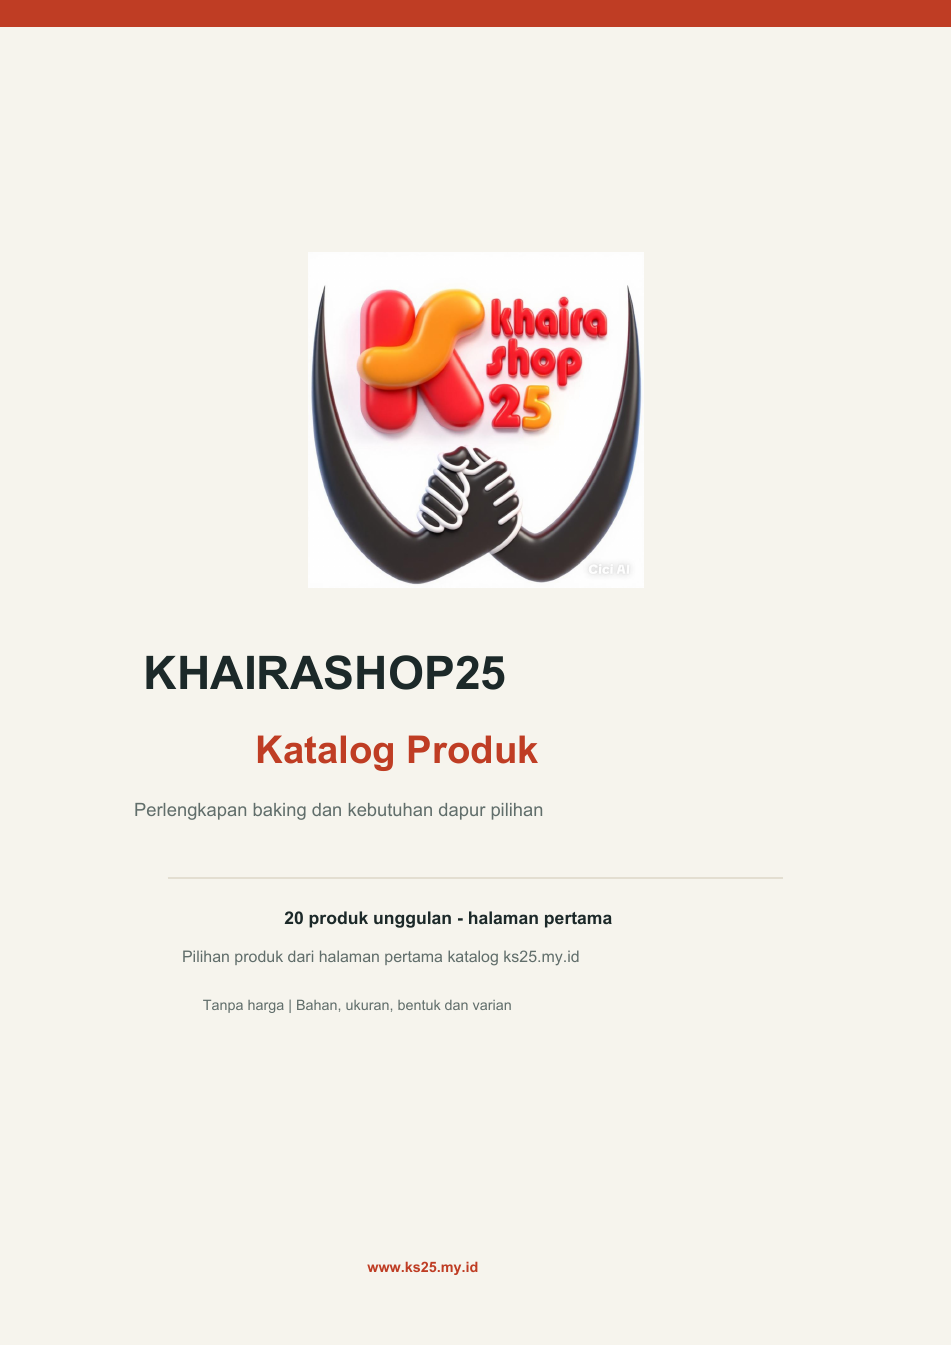 khaira
shop
25
Cici AI
KHAIRASHOP25
Katalog Produk
Perlengkapan baking dan kebutuhan dapur pilihan
20 produk unggulan - halaman pertama
Pilihan produk dari halaman pertama katalog ks25.my.id
Tanpa harga | Bahan, ukuran, bentuk dan varian
www.ks25.my.id